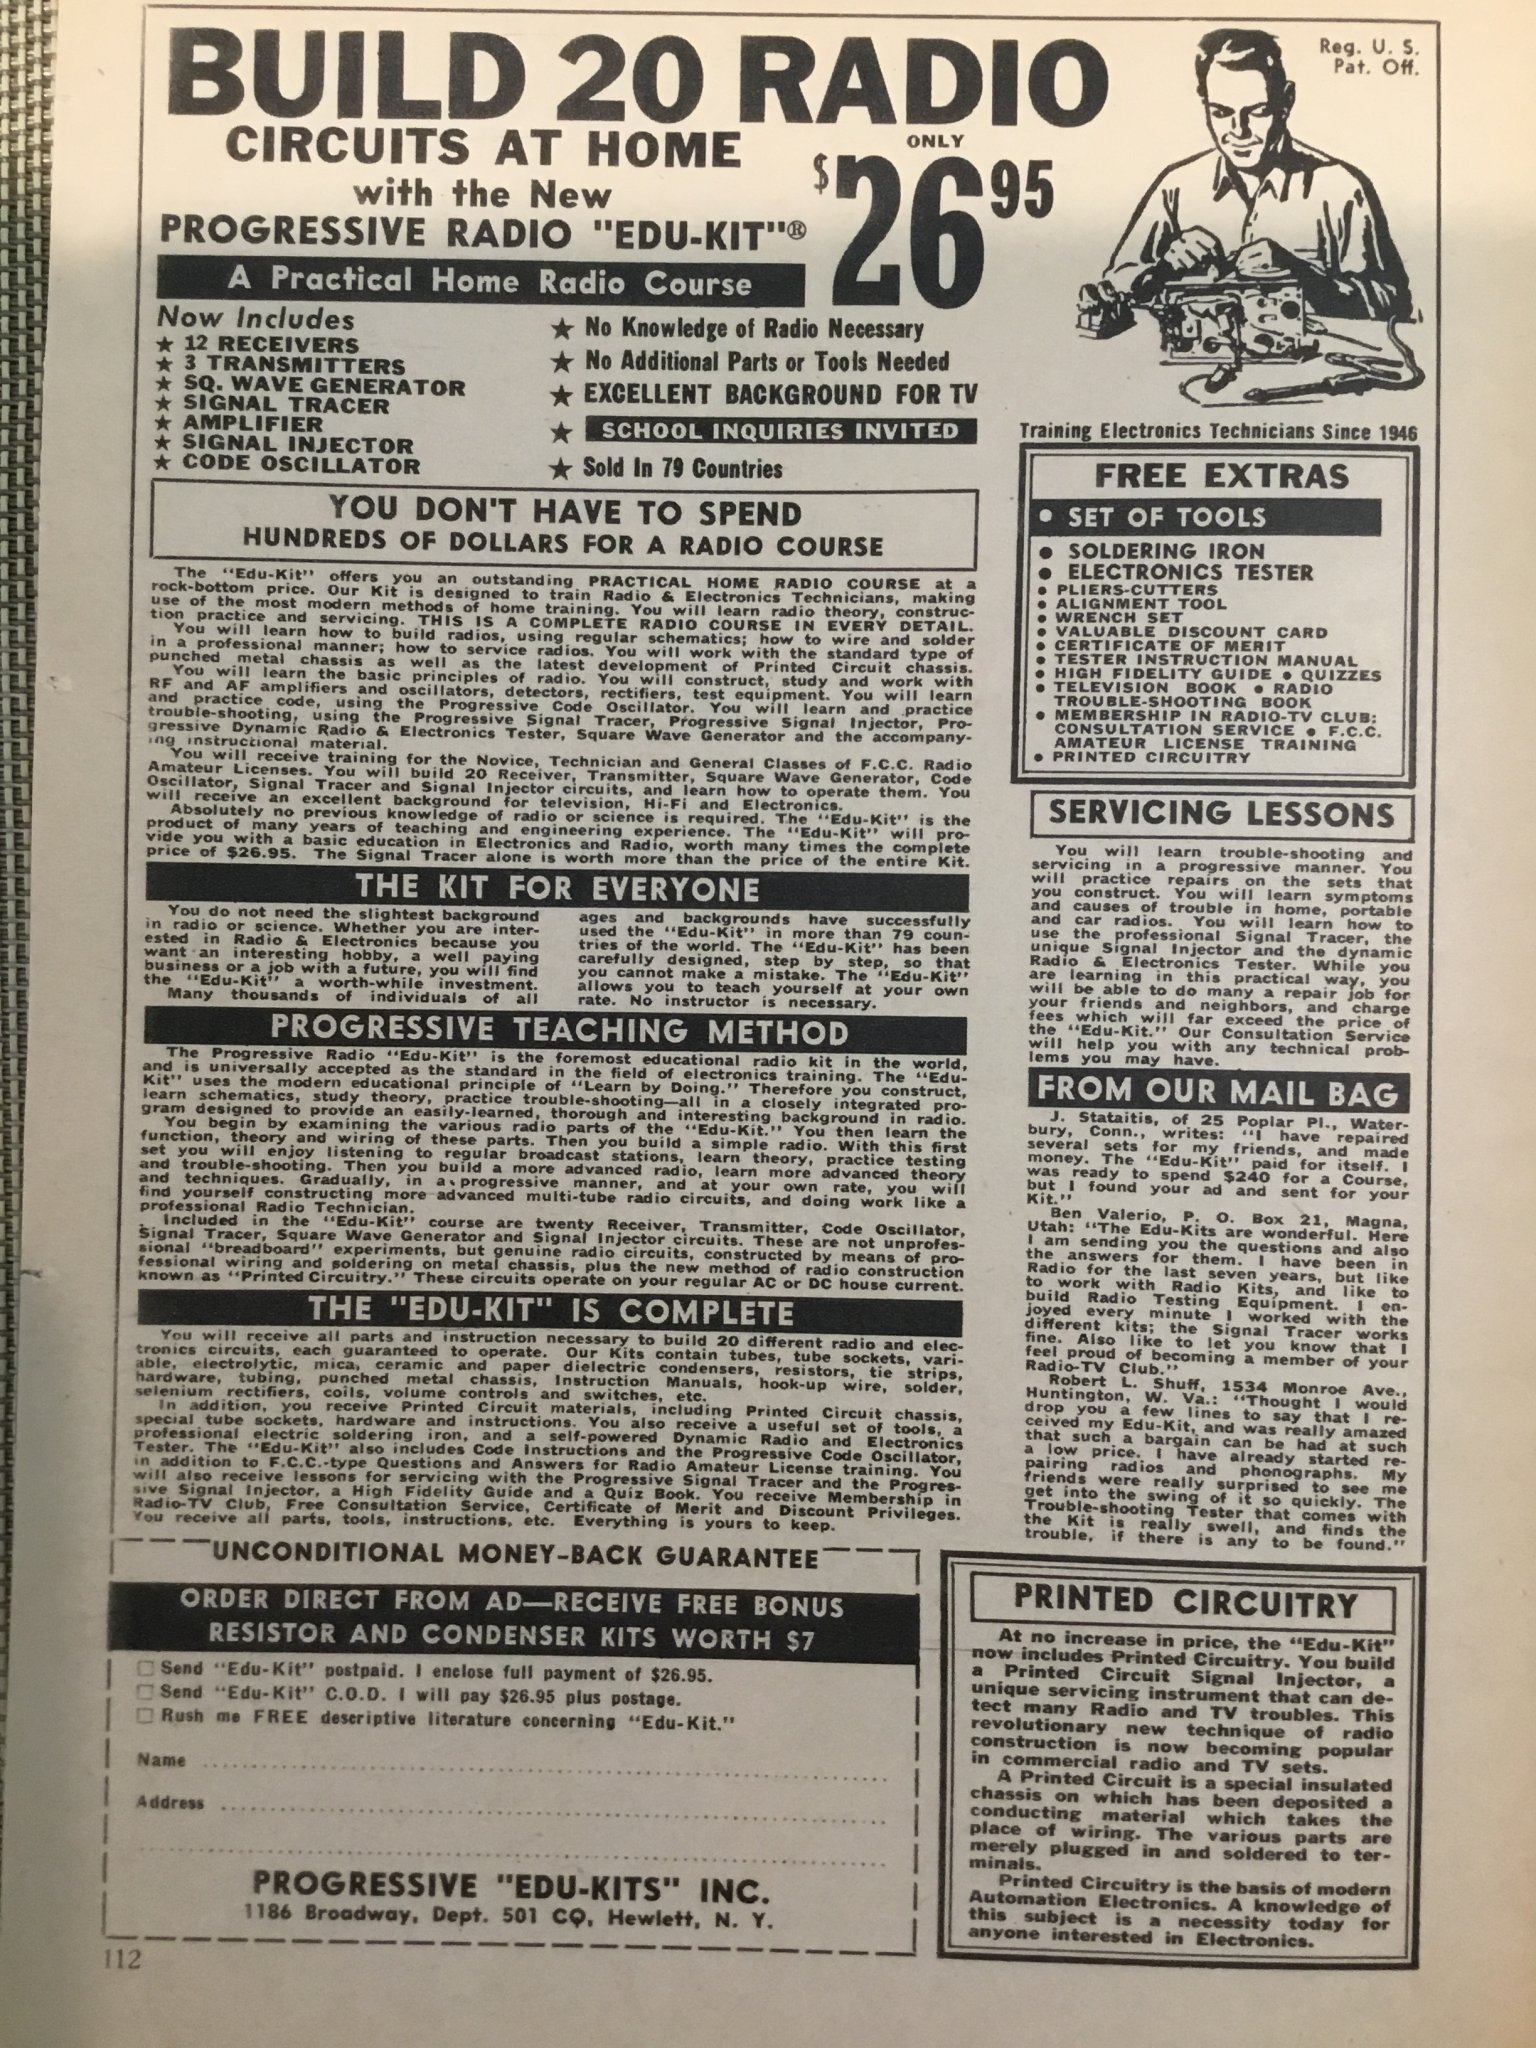 BUILD 20 RADIO
CIRCUITS AT HOME
with the New
PROGRESSIVE RADIO "EDU-KIT"®
ONLY
$26 95
Reg. U. S.
Pat. Off.
A Practical Home Radio Course
Now Includes
★ 12 RECEIVERS
★ 3 TRANSMITTERS
★ SQ. WAVE GENERATOR
★ SIGNAL TRACER
★ AMPLIFIER
★ SIGNAL INJECTOR
★ CODE OSCILLATOR
★ No Knowledge of Radio Necessary
★ No Additional Parts or Tools Needed
★ EXCELLENT BACKGROUND FOR TV
★ SCHOOL INQUIRIES INVITED
★ Sold In 79 Countries
Training Electronics Technicians Since 1946
YOU DON'T HAVE TO SPEND
HUNDREDS OF DOLLARS FOR A RADIO COURSE
The "Edu-Kit" offers you an outstanding PRACTICAL HOME RADIO COURSE at a
rock-bottom price. Our Kit is designed to train Radio & Electronics Technicians, making
use of the most modern methods of home training. You will learn radio theory, construc-
tion practice and servicing. THIS IS A COMPLETE RADIO COURSE IN EVERY DETAIL.
You will learn how to build radios, using regular schematics; how to wire and solder
in a professional manner; how to service radios. You will work with the standard type of
punched metal chassis as well as the latest development of Printed Circuit chassis.
You will learn the basic principles of radio. You will construct, study and work with
RF and AF amplifiers and oscillators, detectors, rectifiers, test equipment. You will learn
and practice code, using the Progressive Code Oscillator. You will learn and practice
trouble-shooting, using the Progressive Signal Tracer, Progressive Signal Injector, Pro-
gressive Dynamic Radio & Electronics Tester, Square Wave Generator and the accompany-
ing instructional material.
You will receive training for the Novice, Technician and General Classes of F.C.C. Radio
Amateur Licenses. You will build 20 Receiver, Transmitter, Square Wave Generator, Code
Oscillator, Signal Tracer and Signal Injector circuits, and learn how to operate them. You
will receive an excellent background for television, Hi-Fi and Electronics.
Absolutely no previous knowledge of radio or science is required. The "Edu-Kit" is the
product of many years of teaching and engineering experience. The "Edu-Kit" will pro-
vide you with a basic education in Electronics and Radio, worth many times the complete
price of $26.95. The Signal Tracer alone is worth more than the price of the entire Kit.
THE KIT FOR EVERYONE
You do not need the slightest background
in radio or science. Whether you are inter-
ested in Radio & Electronics because you
want an interesting hobby, a well paying
business or a job with a future, you will find
the "Edu-Kit" a worth-while investment.
Many thousands of individuals of all
ages and backgrounds have successfully
used the "Edu-Kit" in more than 79 coun-
tries of the world. The "Edu-Kit" has been
carefully designed, step by step, so that
you cannot make a mistake. The "Edu-Kit"
allows you to teach yourself at your own
rate. No instructor is necessary.
PROGRESSIVE TEACHING METHOD
The Progressive Radio "Edu-Kit" is the foremost educational radio kit in the world,
and is universally accepted as the standard in the field of electronics training. The "Edu-
Kit" uses the modern educational principle of "Learn by Doing." Therefore you construct,
learn schematics, study theory, practice trouble-shooting—all in a closely integrated pro-
gram designed to provide an easily-learned, thorough and interesting background in radio.
You begin by examining the various radio parts of the "Edu-Kit." You then learn the
function, theory and wiring of these parts. Then you build a simple radio. With this first
set you will enjoy listening to regular broadcast stations, learn theory, practice testing
and trouble-shooting. Then you build a more advanced radio, learn more advanced theory
and techniques. Gradually, in a progressive manner, and at your own rate, you will
find yourself constructing more advanced multi-tube radio circuits, and doing work like a
professional Radio Technician.
Included in the "Edu-Kit" course are twenty Receiver, Transmitter, Code Oscillator,
Signal Tracer, Square Wave Generator and Signal Injector circuits. These are not unprofes-
sional "breadboard" experiments, but genuine radio circuits, constructed by means of pro-
fessional wiring and soldering on metal chassis, plus the new method of radio construction
known as "Printed Circuitry." These circuits operate on your regular AC or DC house current.
THE "EDU-KIT" IS COMPLETE
You will receive all parts and instruction necessary to build 20 different radio and elec-
tronics circuits, each guaranteed to operate. Our Kits contain tubes, tube sockets, vari-
able, electrolytic, mica, ceramic and paper dielectric condensers, resistors, tie strips,
hardware, tubing, punched metal chassis, Instruction Manuals, hook-up wire, solder,
selenium rectifiers, coils, volume controls and switches, etc.
In addition, you receive Printed Circuit materials, including Printed Circuit chassis,
special tube sockets, hardware and instructions. You also receive a useful set of tools, a
professional electric soldering iron, and a self-powered Dynamic Radio and Electronics
Tester. The "Edu-Kit" also includes Code Instructions and the Progressive Code Oscillator,
in addition to F.C.C.-type Questions and Answers for Radio Amateur License training. You
will also receive lessons for servicing with the Progressive Signal Tracer and the Progres-
sive Signal Injector, a High Fidelity Guide and a Quiz Book. You receive Membership in
Radio-TV Club, Free Consultation Service, Certificate of Merit and Discount Privileges.
You receive all parts, tools, instructions, etc. Everything is yours to keep.
FREE EXTRAS
• SET OF TOOLS
• SOLDERING IRON
• ELECTRONICS TESTER
• PLIERS-CUTTERS
• ALIGNMENT TOOL
• WRENCH SET
• VALUABLE DISCOUNT CARD
• CERTIFICATE OF MERIT
• TESTER INSTRUCTION MANUAL
• HIGH FIDELITY GUIDE • QUIZZES
• TELEVISION BOOK • RADIO
TROUBLE-SHOOTING BOOK
• MEMBERSHIP IN RADIO-TV CLUB:
CONSULTATION SERVICE • F.C.C.
AMATEUR LICENSE TRAINING
• PRINTED CIRCUITRY
SERVICING LESSONS
You will learn trouble-shooting and
servicing in a progressive manner. You
will practice repairs on the sets that
you construct. You will learn symptoms
and causes of trouble in home, portable
and car radios. You will learn how to
use the professional Signal Tracer, the
unique Signal Injector and the dynamic
Radio & Electronics Tester. While you
are learning in this practical way, you
will be able to do many a repair job for
your friends and neighbors, and charge
fees which will far exceed the price of
the "Edu-Kit." Our Consultation Service
will help you with any technical prob-
lems you may have.
FROM OUR MAIL BAG
J. Stataitis, of 25 Poplar Pl., Water-
bury, Conn., writes: "I have repaired
several sets for my friends, and made
money. The "Edu-Kit" paid for itself. I
was ready to spend $240 for a Course,
but I found your ad and sent for your
Kit."
Ben Valerio, P. O. Box 21, Magna,
Utah: "The Edu-Kits are wonderful. Here
I am sending you the questions and also
the answers for them. I have been in
Radio for the last seven years, but like
to work with Radio Kits, and like to
build Radio Testing Equipment. I en-
joyed every minute I worked with the
different kits; the Signal Tracer works
fine. Also like to let you know that I
feel proud of becoming a member of your
Radio-TV Club."
Robert L. Shuff, 1534 Monroe Ave.,
Huntington, W. Va.: "Thought I would
drop you a few lines to say that I re-
ceived my Edu-Kit, and was really amazed
that such a bargain can be had at such
a low price. I have already started re-
pairing radios and phonographs. My
friends were really surprised to see me
get into the swing of it so quickly. The
Trouble-shooting Tester that comes with
the Kit is really swell, and finds the
trouble, if there is any to be found."
UNCONDITIONAL MONEY-BACK GUARANTEE
ORDER DIRECT FROM AD—RECEIVE FREE BONUS
RESISTOR AND CONDENSER KITS WORTH $7
□ Send "Edu-Kit" postpaid. I enclose full payment of $26.95.
□ Send "Edu-Kit" C.O.D. I will pay $26.95 plus postage.
□ Rush me FREE descriptive literature concerning "Edu-Kit."
Name
Address
PROGRESSIVE "EDU-KITS" INC.
1186 Broadway, Dept. 501 CQ, Hewlett, N. Y.
PRINTED CIRCUITRY
At no increase in price, the "Edu-Kit"
now includes Printed Circuitry. You build
a Printed Circuit Signal Injector, a
unique servicing instrument that can de-
tect many Radio and TV troubles. This
revolutionary new technique of radio
construction is now becoming popular
in commercial radio and TV sets.
A Printed Circuit is a special insulated
chassis on which has been deposited a
conducting material which takes the
place of wiring. The various parts are
merely plugged in and soldered to ter-
minals.
Printed Circuitry is the basis of modern
Automation Electronics. A knowledge of
this subject is a necessity today for
anyone interested in Electronics.
112